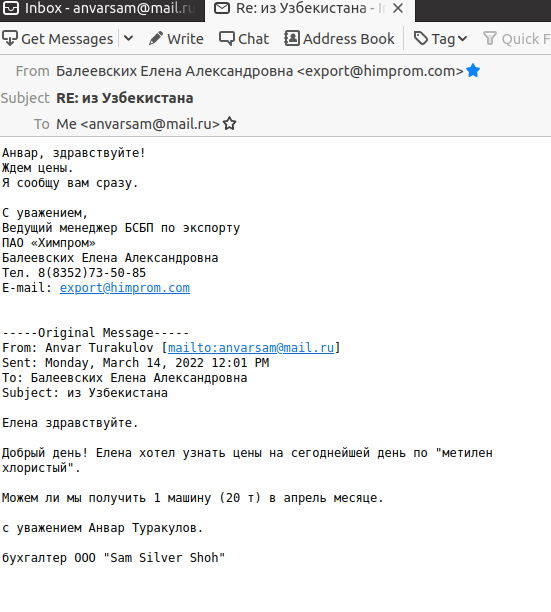 Inbox - anvarsam@mail.ru
Re: из Узбекистана - I
Get Messages
Write
Chat
Address Book
Tag
Quick F
From Балеевских Елена Александровна <export@himprom.com>
Subject RE: из Узбекистана
To Me <anvarsam@mail.ru>
Анвар, здравствуйте!
Ждем цены.
Я сообщу вам сразу.
С уважением,
Ведущий менеджер БСБП по экспорту
ПАО «Химпром»
Балеевских Елена Александровна
Тел. 8(8352)73-50-85
E-mail: export@himprom.com
-----Original Message-----
From: Anvar Turakulov [mailto:anvarsam@mail.ru]
Sent: Monday, March 14, 2022 12:01 PM
To: Балеевских Елена Александровна
Subject: из Узбекистана
Елена здравствуйте.
Добрый день! Елена хотел узнать цены на сегоднейшей день по "метилен
хлористый".
Можем ли мы получить 1 машину (20 т) в апрель месяце.
с уважением Анвар Туракулов.
бухгалтер ООО "Sam Silver Shoh"